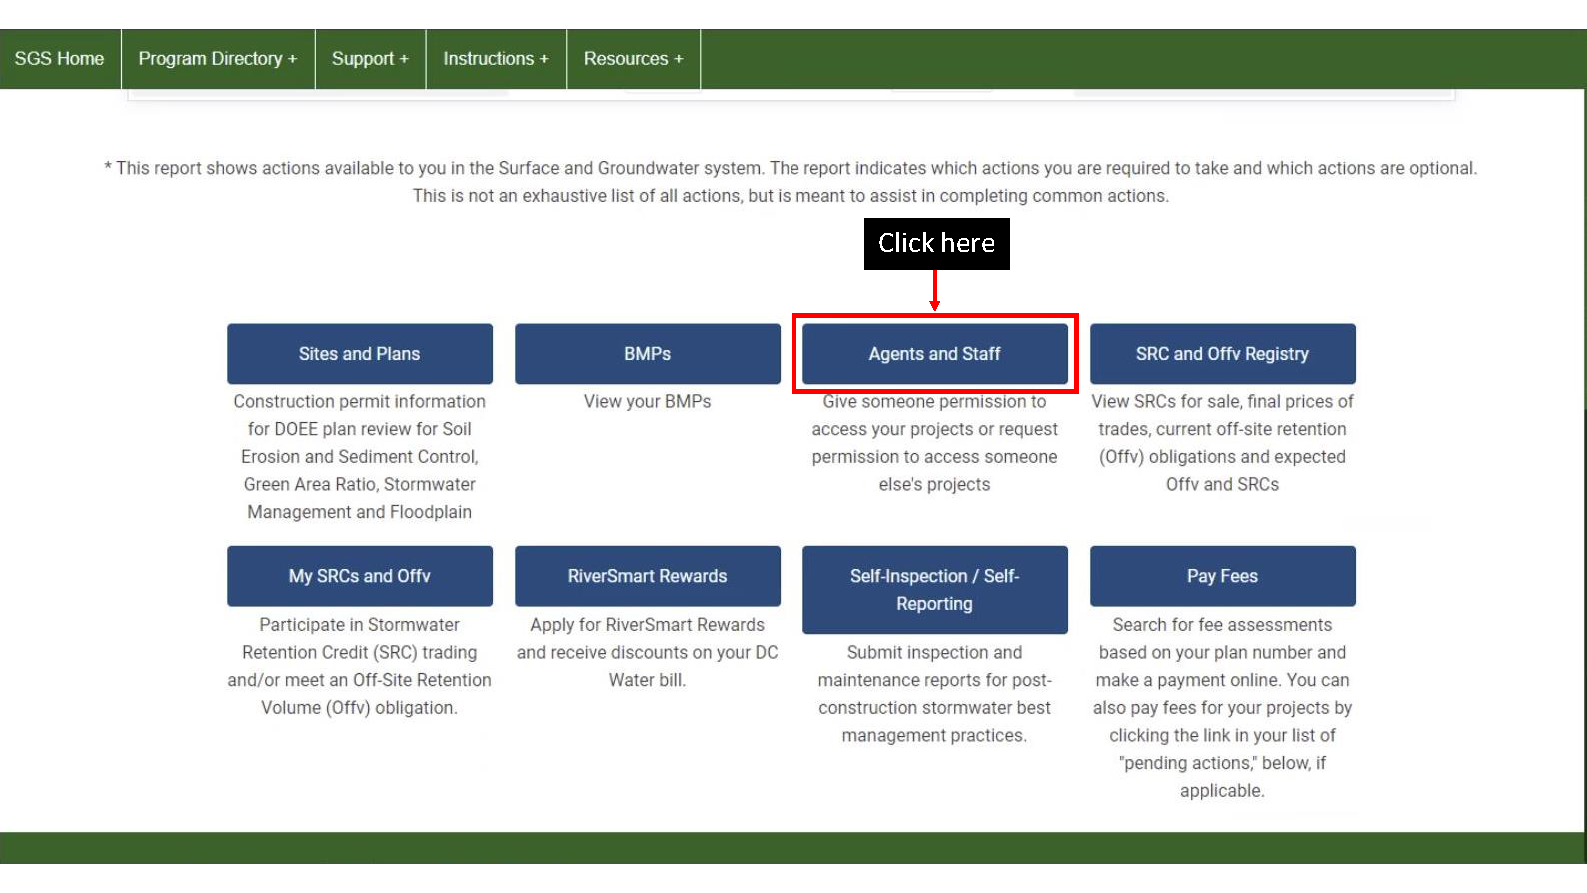 SGS Home
Program Directory +
Support +
Instructions +
Resources +
* This report shows actions available to you in the Surface and Groundwater system. The report indicates which actions you are required to take and which actions are optional.
This is not an exhaustive list of all actions, but is meant to assist in completing common actions.
Click here
Sites and Plans
Construction permit information
for DOEE plan review for Soil
Erosion and Sediment Control,
Green Area Ratio, Stormwater
Management and Floodplain
BMPs
View your BMPs
Agents and Staff
Give someone permission to
access your projects or request
permission to access someone
else's projects
SRC and Offv Registry
View SRCs for sale, final prices of
trades, current off-site retention
(Offv) obligations and expected
Offv and SRCs
My SRCs and Offv
Participate in Stormwater
Retention Credit (SRC) trading
and/or meet an Off-Site Retention
Volume (Offv) obligation.
RiverSmart Rewards
Apply for RiverSmart Rewards
and receive discounts on your DC
Water bill.
Self-Inspection / Self-
Reporting
Submit inspection and
maintenance reports for post-
construction stormwater best
management practices.
Pay Fees
Search for fee assessments
based on your plan number and
make a payment online. You can
also pay fees for your projects by
clicking the link in your list of
"pending actions," below, if
applicable.